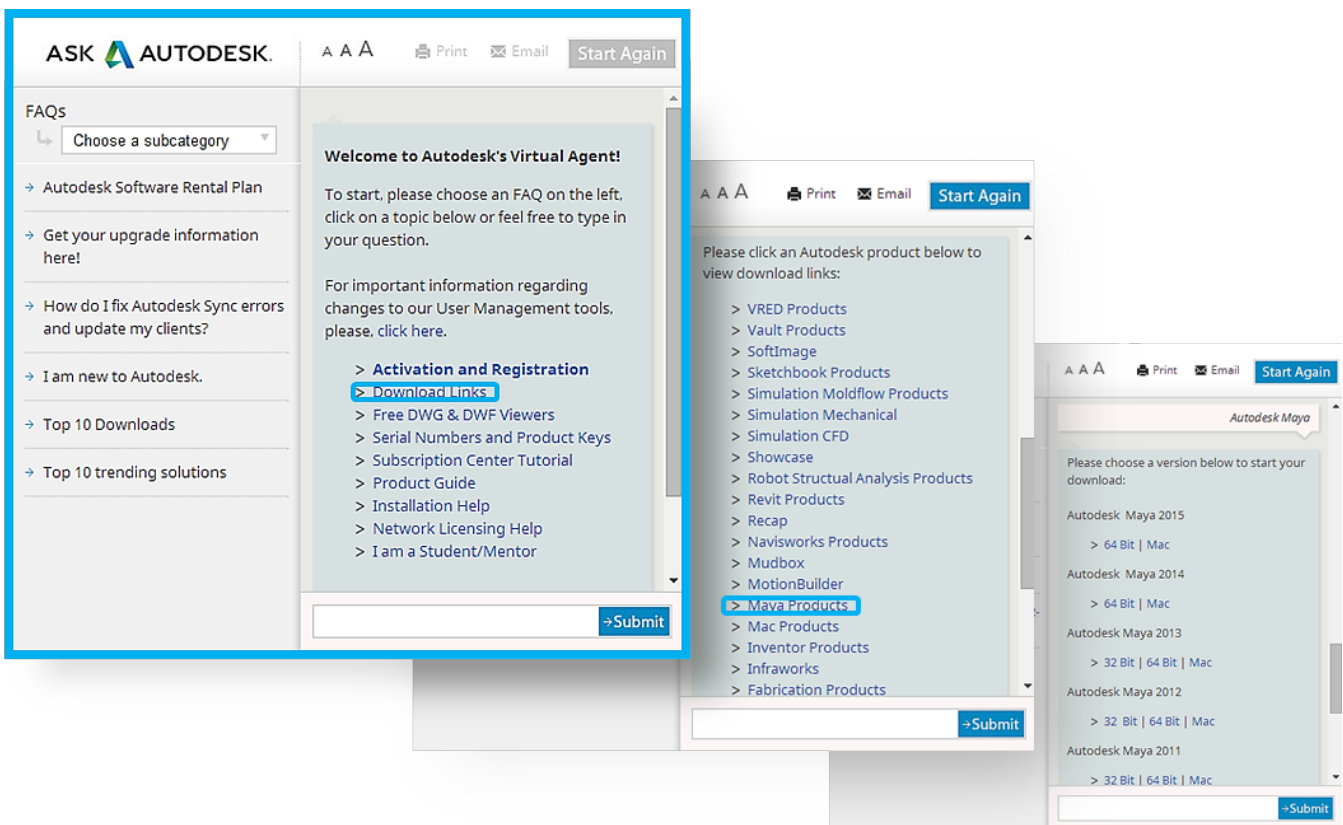 ASK AUTODESK.
A A A Print Email Start Again
FAQs
Choose a subcategory
Autodesk Software Rental Plan
Get your upgrade information
here!
How do I fix Autodesk Sync errors
and update my clients?
I am new to Autodesk.
Top 10 Downloads
Top 10 trending solutions
Welcome to Autodesk's Virtual Agent!
To start, please choose an FAQ on the left,
click on a topic below or feel free to type in
your question.
For important information regarding
changes to our User Management tools,
please, click here.
> Activation and Registration
> Download Links
> Free DWG & DWF Viewers
> Serial Numbers and Product Keys
> Subscription Center Tutorial
> Product Guide
> Installation Help
> Network Licensing Help
> I am a Student/Mentor
Submit
A A A Print Email Start Again
Please click an Autodesk product below to
view download links:
> VRED Products
> Vault Products
> SoftImage
> Sketchbook Products
> Simulation Moldflow Products
> Simulation Mechanical
> Simulation CFD
> Showcase
> Robot Structual Analysis Products
> Revit Products
> Recap
> Navisworks Products
> Mudbox
> MotionBuilder
> Maya Products
> Mac Products
> Inventor Products
> Infraworks
> Fabrication Products
Submit
A A A Print Email Start Again
Autodesk Maya
Please choose a version below to start your
download:
Autodesk Maya 2015
> 64 Bit | Mac
Autodesk Maya 2014
> 64 Bit | Mac
Autodesk Maya 2013
> 32 Bit | 64 Bit | Mac
Autodesk Maya 2012
> 32 Bit | 64 Bit | Mac
Autodesk Maya 2011
> 32 Bit | 64 Bit | Mac
Submit